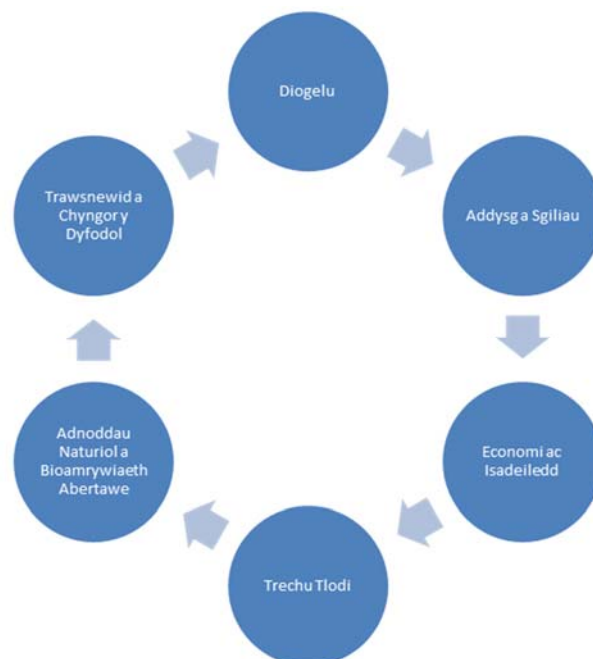 Diogelu
Addysg a Sgiliau
Economi ac
Isadeiledd
Trechu Tlodi
Adnoddau
Naturiol a
Bioamrywiaeth
Abertawe
Trawsnewid a
Chyngor y
Dyfodol